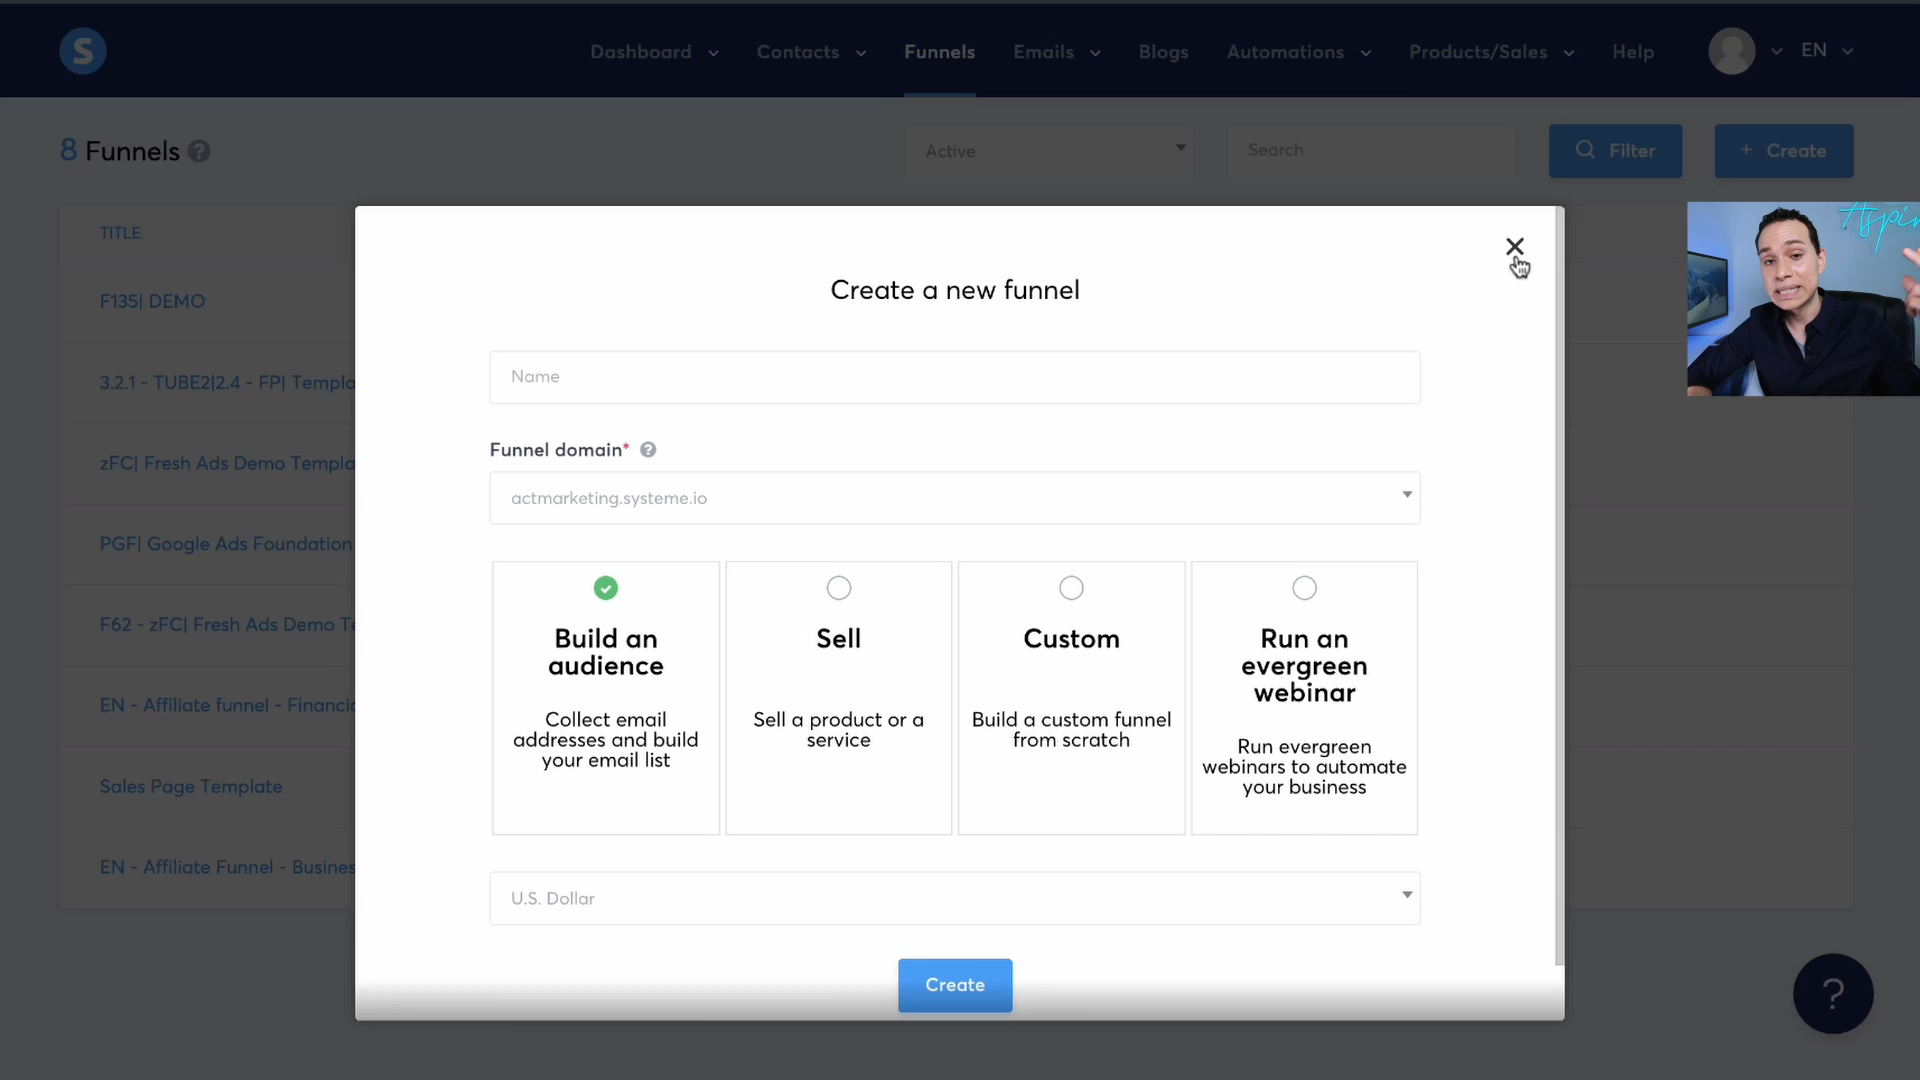 S
Dashboard
Contacts
Funnels
Emails
Blogs
Automations
Products/Sales
Help
EN
8 Funnels ?
Active
Search
Filter
+ Create
TITLE
F135| DEMO
3.2.1 - TUBE2|2.4 - FP| Templa
zFC| Fresh Ads Demo Templa
PGF| Google Ads Foundation
F62 - zFC| Fresh Ads Demo Te
EN - Affiliate funnel - Financia
Sales Page Template
EN - Affiliate Funnel - Busines
Create a new funnel
Name
Funnel domain* ?
actmarketing.systeme.io
Build an
audience
Collect email
addresses and build
your email list
Sell
Sell a product or a
service
Custom
Build a custom funnel
from scratch
Run an
evergreen
webinar
Run evergreen
webinars to automate
your business
U.S. Dollar
Create
Aspir
?